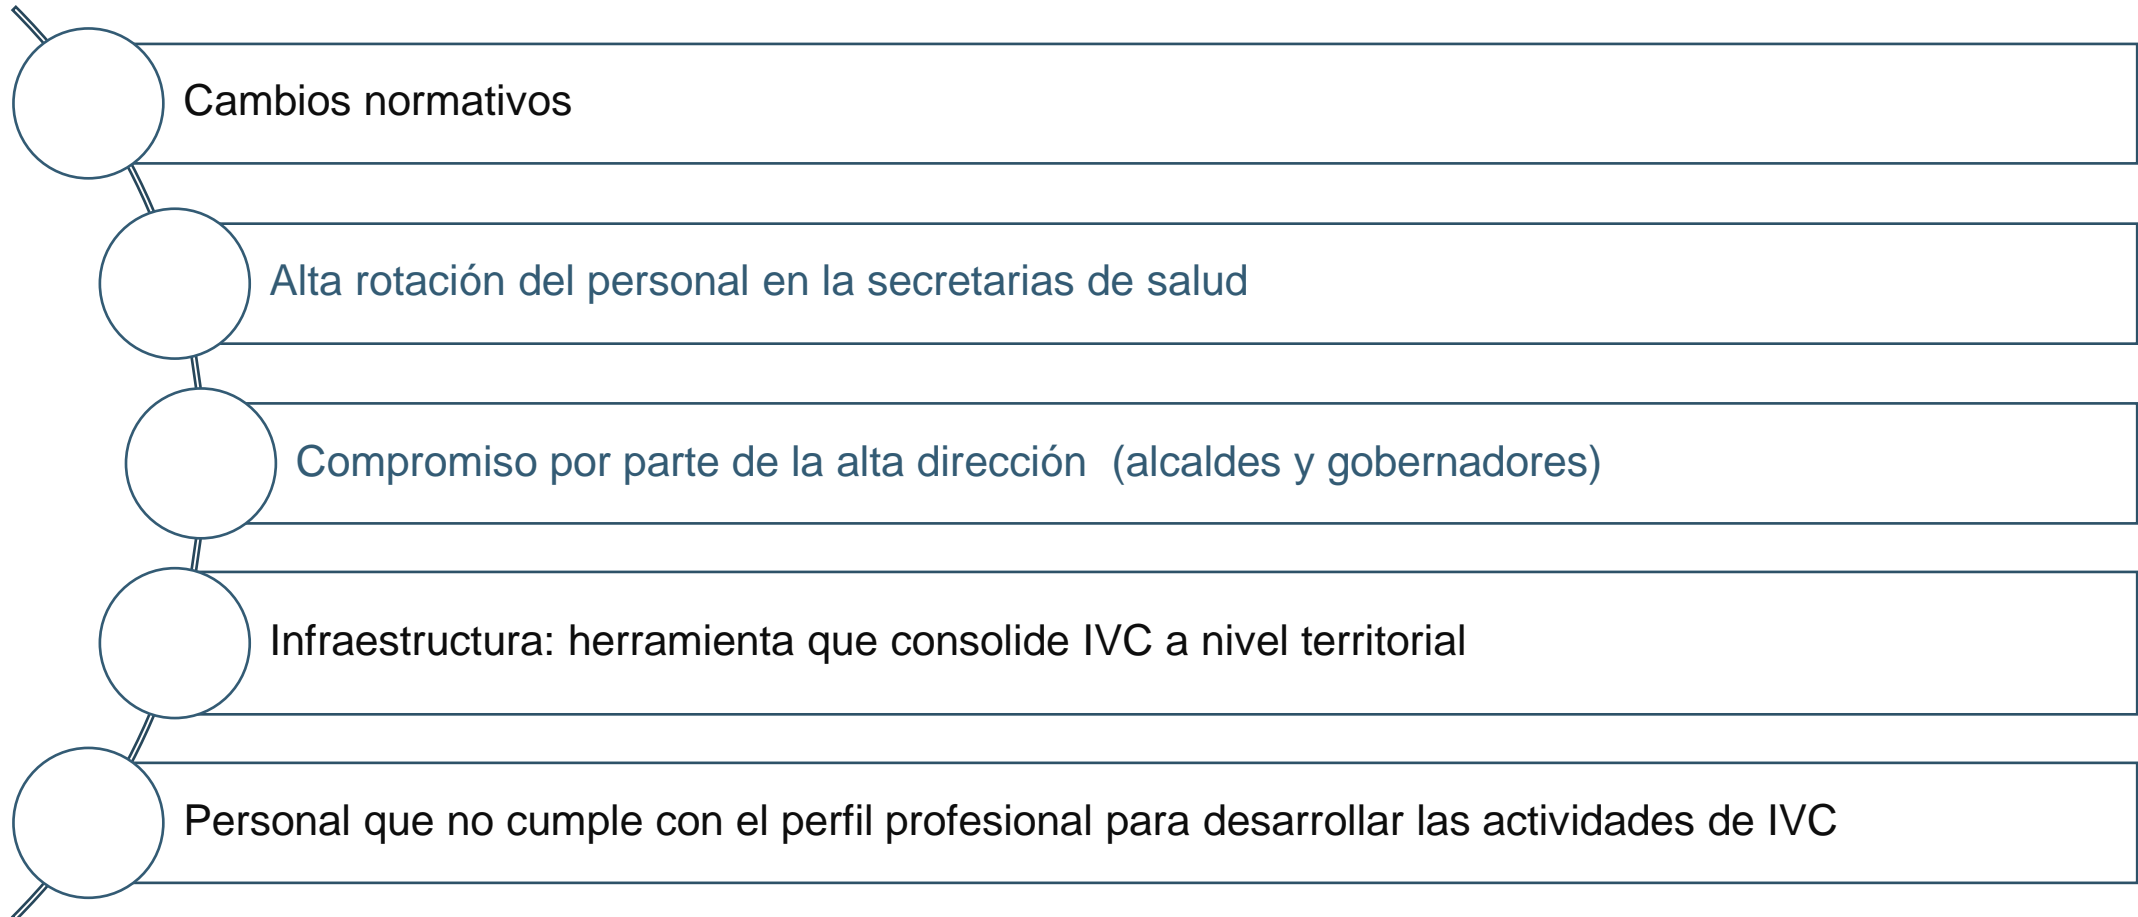 Cambios normativos
Alta rotación del personal en la secretarias de salud
Compromiso por parte de la alta dirección  (alcaldes y gobernadores)
Infraestructura: herramienta que consolide IVC a nivel territorial
Personal que no cumple con el perfil profesional para desarrollar las actividades de IVC